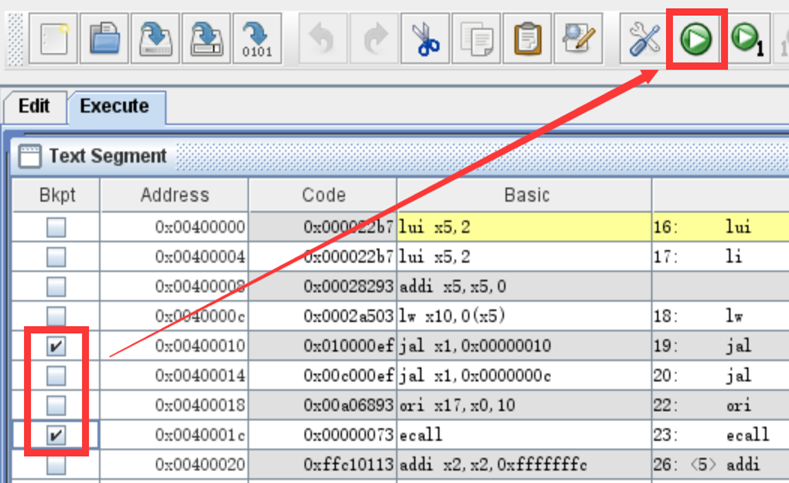 0101
1
Edit Execute
Text Segment
Bkpt Address Code Basic
0x00400000 0x000022b7 lui x5,2 16: lui
0x00400004 0x000022b7 lui x5,2 17: li
0x00400008 0x00028293 addi x5,x5,0
0x0040000c 0x0002a503 lw x10,0(x5) 18: lw
0x00400010 0x010000ef jal x1,0x00000010 19: jal
0x00400014 0x00c000ef jal x1,0x0000000c 20: jal
0x00400018 0x00a06893 ori x17,x0,10 22: ori
0x0040001c 0x00000073 ecall 23: ecall
0x00400020 0xffc10113 addi x2,x2,0xfffffffc 26: <5> addi